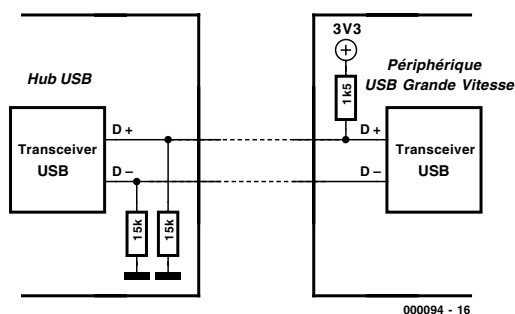 3V3
Hub USB
Périphérique
USB Grande Vitesse
1k5
D +
D +
Transceiver
USB
Transceiver
USB
D –
D –
15k
15k
000094 - 16